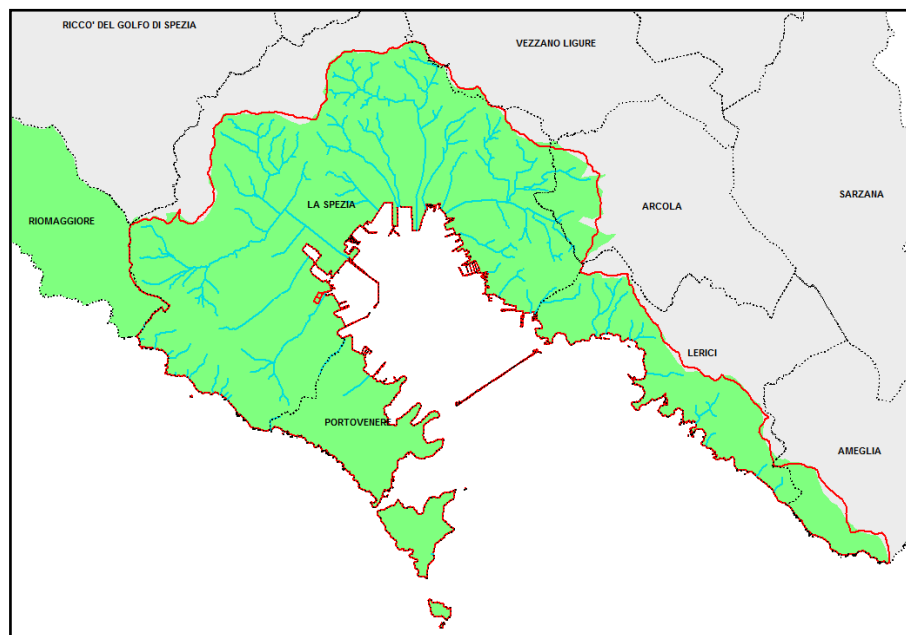 RICCO' DEL GOLFO DI SPEZIA
VEZZANO LIGURE
SARZANA
LA SPEZIA
ARCOLA
RIOMAGGIORE
LERICI
PORTOVENERE
AMEGLIA